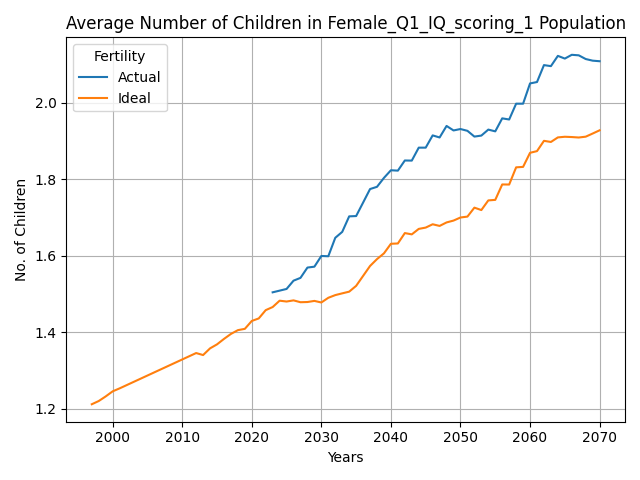 Average Number of Children in Female_Q1_IQ_scoring_1 Population
Fertility
Actual
Ideal
No. of Children
2.0
1.8
1.6
1.4
1.2
2000 2010 2020 2030 2040 2050 2060 2070
Years